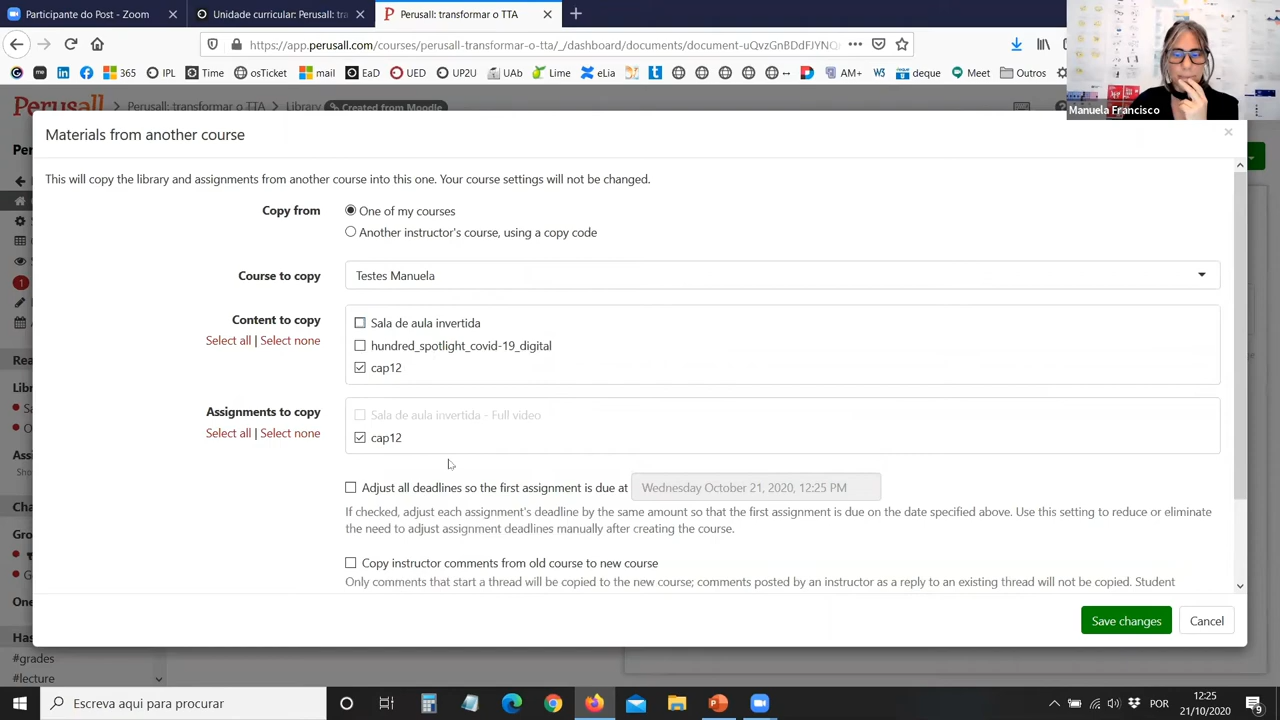 Participante do Post - Zoom
Unidade curricular: Perusall: t
Perusall: transformar o TTA
https://app.perusall.com/courses/perusall-transformar-o-tta/_/dashboard/documents/document-uQvzGnBDdFJYNQ
365 IPL Time osTicket mail EaD UED UP2U UAb Lime eLia AM+ deque Meet Outros
Manuela Francisco
Perusall
Perusall: transformar o TTA
Library
Created from Moodle
Materials from another course
This will copy the library and assignments from another course into this one. Your course settings will not be changed.
Copy from
One of my courses
Another instructor's course, using a copy code
Course to copy
Testes Manuela
Content to copy
Select all | Select none
Sala de aula invertida
hundred_spotlight_covid-19_digital
cap12
Assignments to copy
Select all | Select none
Sala de aula invertida - Full video
cap12
Adjust all deadlines so the first assignment is due at
Wednesday October 21, 2020, 12:25 PM
If checked, adjust each assignment's deadline by the same amount so that the first assignment is due on the date specified above. Use this setting to reduce or eliminate
the need to adjust assignment deadlines manually after creating the course.
Copy instructor comments from old course to new course
Only comments that start a thread will be copied to the new course; comments posted by an instructor as a reply to an existing thread will not be copied. Student
Save changes
Cancel
#grades
#lecture
Escreva aqui para procurar
POR
12:25
21/10/2020
9